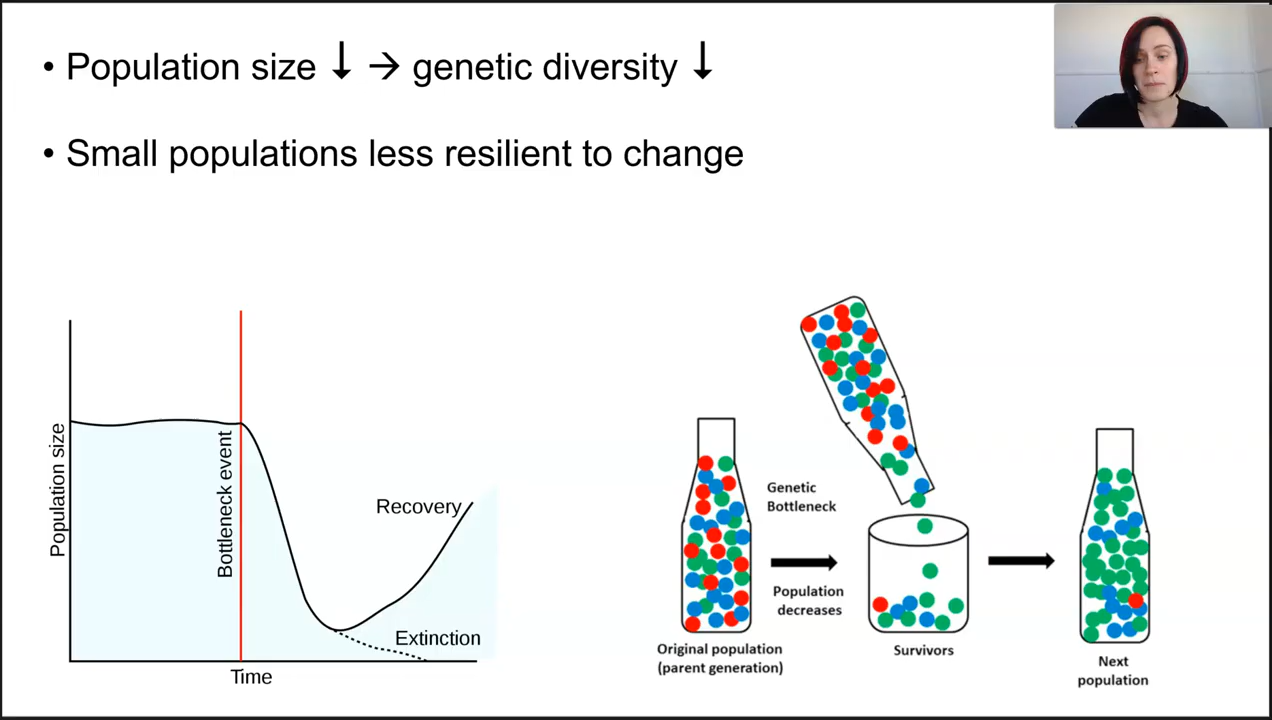 • Population size ↓ → genetic diversity ↓
• Small populations less resilient to change
Population size
Bottleneck event
Recovery
Extinction
Time
Genetic
Bottleneck
Population
decreases
Original population
(parent generation)
Survivors
Next
population